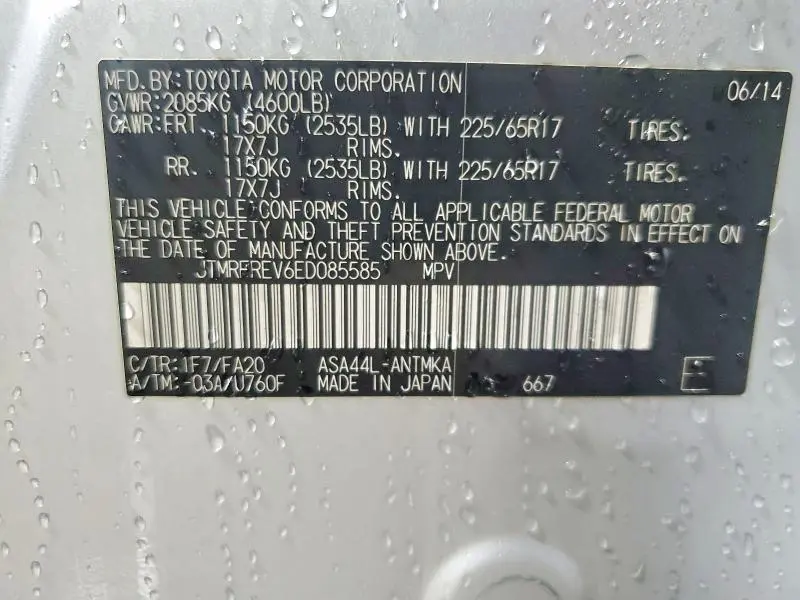 MFD.BY:TOYOTA MOTOR CORPORATION 06/14
GVWR:2085KG (4600LB)
GAWR:FRT. 1150KG (2535LB) WITH 225/65R17 TIRES.
17X7J RIMS.
RR. 1150KG (2535LB) WITH 225/65R17 TIRES.
17X7J RIMS.
THIS VEHICLE CONFORMS TO ALL APPLICABLE FEDERAL MOTOR
VEHICLE SAFETY AND THEFT PREVENTION STANDARDS IN EFFECT ON
THE DATE OF MANUFACTURE SHOWN ABOVE.
JTMRFREV6ED085585 MPV
C/TR:1F7/FA20 ASA44L-ANTMKA
A/TM:-03A/U760F MADE IN JAPAN 667 E